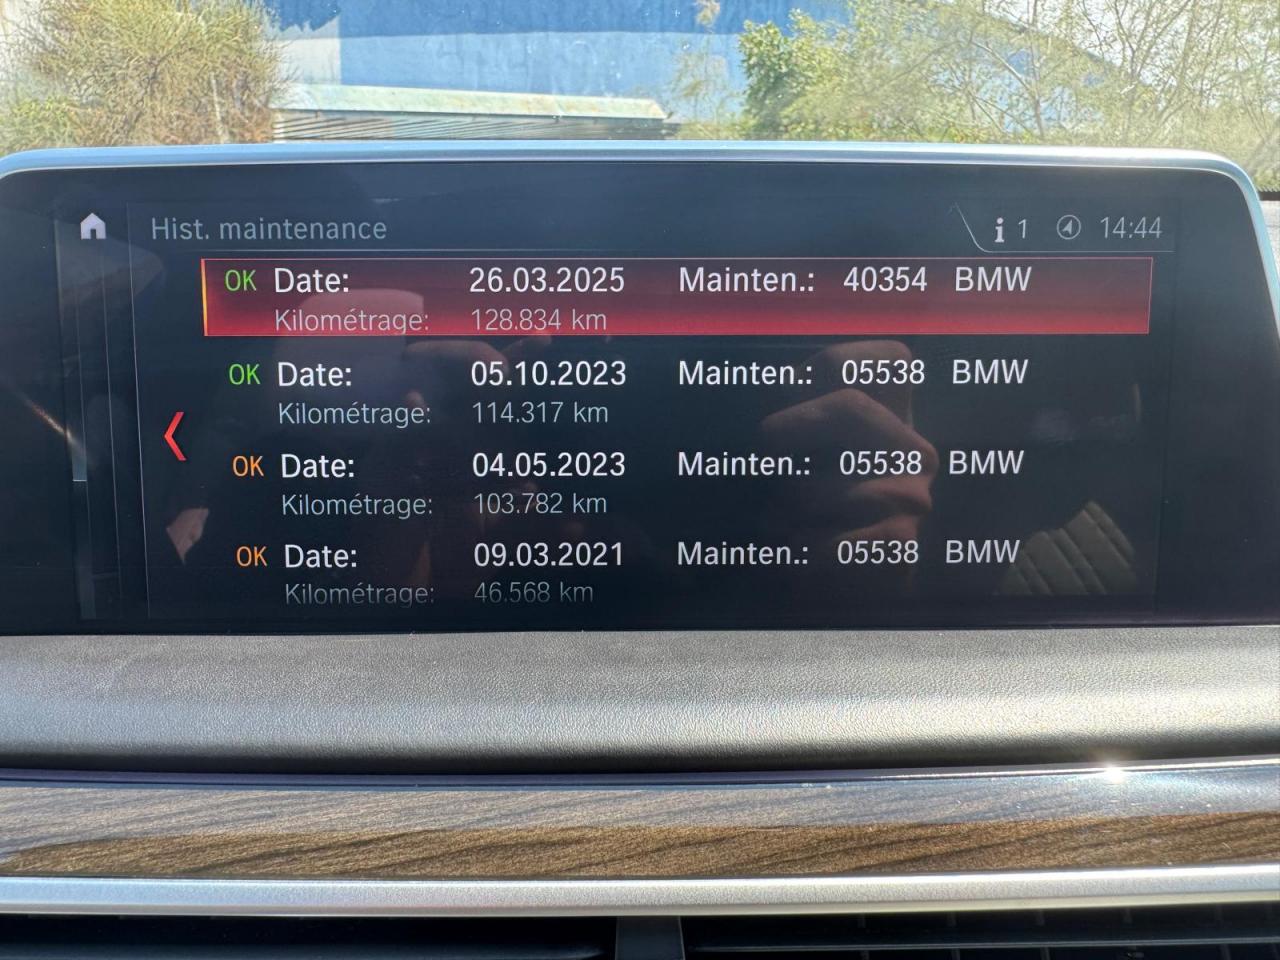 Hist. maintenance
i 1 14:44
OK Date: 26.03.2025 Mainten.: 40354 BMW
Kilométrage: 128.834 km
OK Date: 05.10.2023 Mainten.: 05538 BMW
Kilométrage: 114.317 km
OK Date: 04.05.2023 Mainten.: 05538 BMW
Kilométrage: 103.782 km
OK Date: 09.03.2021 Mainten.: 05538 BMW
Kilométrage: 46.568 km